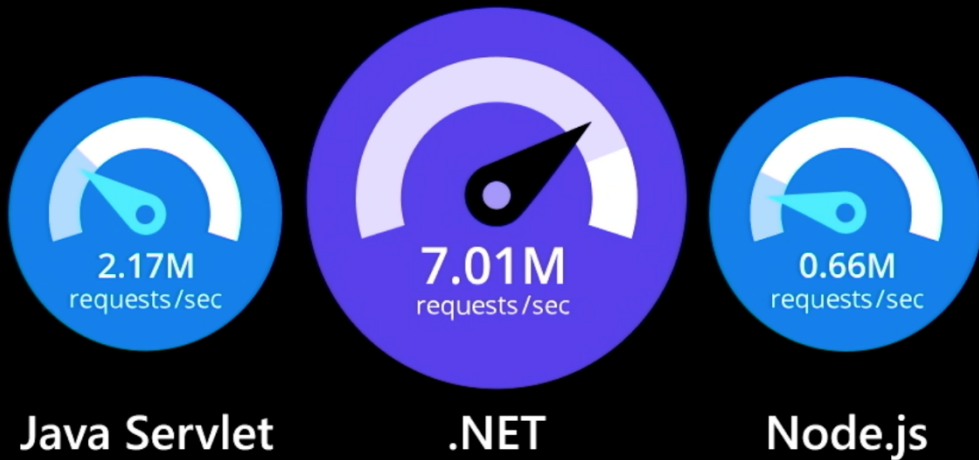 2.17M
requests/sec
Java Servlet
7.01M
requests/sec
.NET
0.66M
requests/sec
Node.js